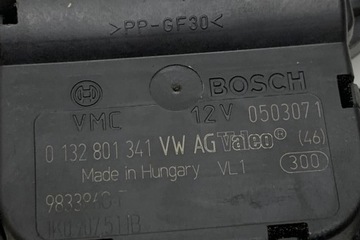 >PP-GF30<
BOSCH
VMC 12V 0503071
0 132 801 341 VW AG Valeo® (46)
Made in Hungary VL1 300